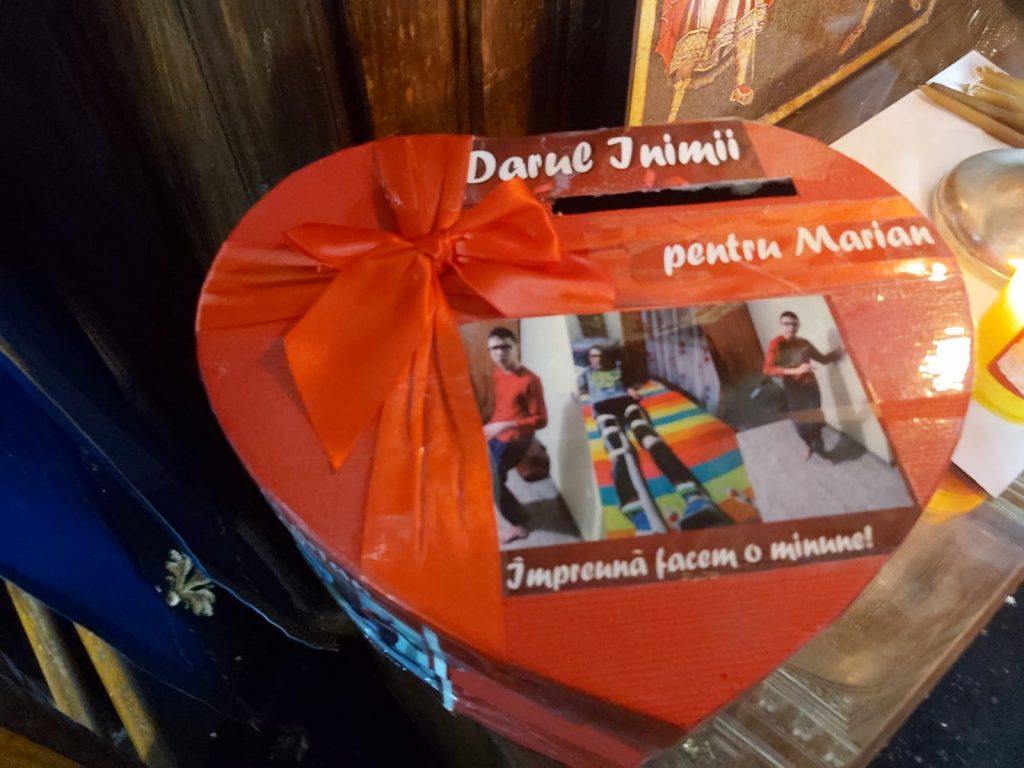 Darul Inimii
pentru Marian
Împreună facem o minune!